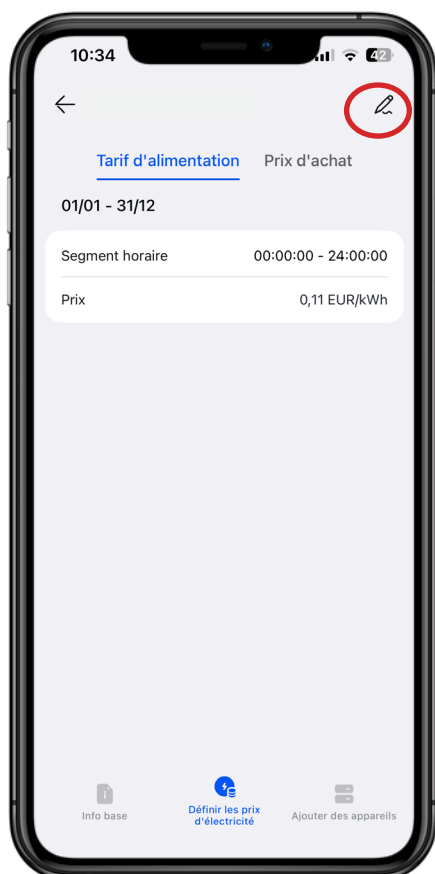 10:34
42
Tarif d'alimentation Prix d'achat
01/01 - 31/12
Segment horaire 00:00:00 - 24:00:00
Prix 0,11 EUR/kWh
Info base
Définir les prix
d'électricité
Ajouter des appareils